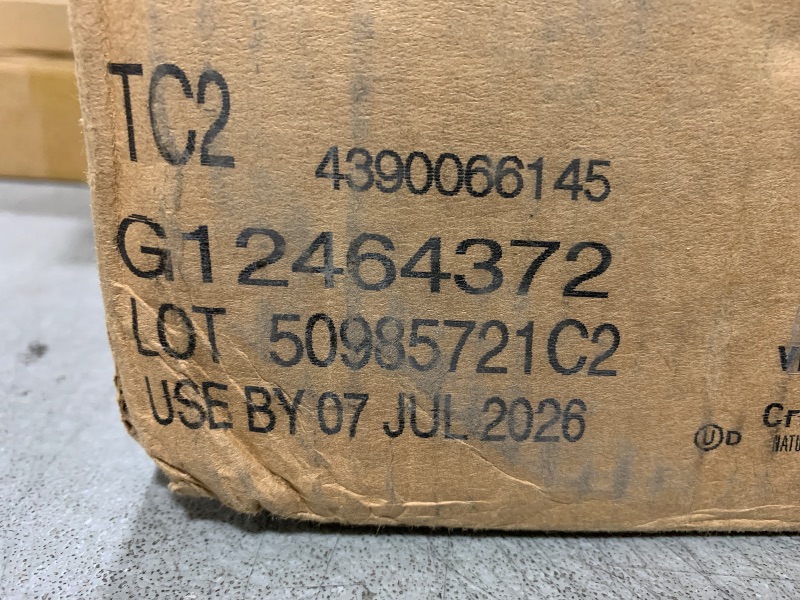 TC2
4390066145
G12464372
LOT 50985721C2
USE BY 07 JUL 2026
U D